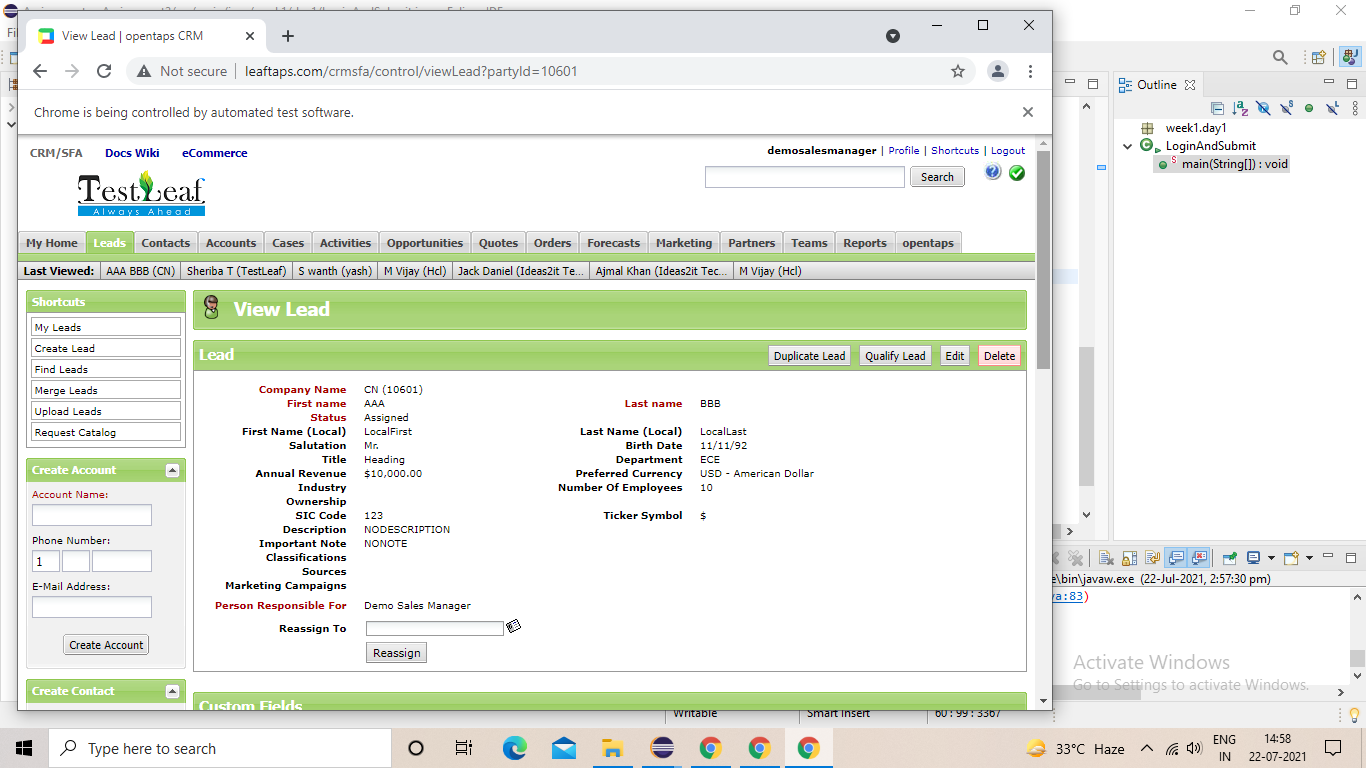 View Lead | opentaps CRM
Not secure | leaftaps.com/crmsfa/control/viewLead?partyId=10601
Chrome is being controlled by automated test software.
CRM/SFA Docs Wiki eCommerce
demosalesmanager | Profile | Shortcuts | Logout
TestLeaf
Always Ahead
Search
My Home Leads Contacts Accounts Cases Activities Opportunities Quotes Orders Forecasts Marketing Partners Teams Reports opentaps
Last Viewed: AAA BBB (CN) Sheriba T (TestLeaf) S wanth (yash) M Vijay (Hcl) Jack Daniel (Ideas2it Te... Ajmal Khan (Ideas2it Tec... M Vijay (Hcl)
Shortcuts
My Leads
Create Lead
Find Leads
Merge Leads
Upload Leads
Request Catalog
Create Account
Account Name:
Phone Number:
1
E-Mail Address:
Create Account
Create Contact
View Lead
Lead
Duplicate Lead Qualify Lead Edit Delete
Company Name CN (10601)
First name AAA Last name BBB
Status Assigned
First Name (Local) LocalFirst Last Name (Local) LocalLast
Salutation Mr. Birth Date 11/11/92
Title Heading Department ECE
Annual Revenue $10,000.00 Preferred Currency USD - American Dollar
Industry Number Of Employees 10
Ownership
SIC Code 123 Ticker Symbol $
Description NODESCRIPTION
Important Note NONOTE
Classifications
Sources
Marketing Campaigns
Person Responsible For Demo Sales Manager
Reassign To
Reassign
Custom Fields
Outline
week1.day1
LoginAndSubmit
main(String[]) : void
e\bin\javaw.exe (22-Jul-2021, 2:57:30 pm)
va:83)
Activate Windows
Go to Settings to activate Windows.
Writable Smart Insert 60 : 99 : 3367
Type here to search
33°C Haze
ENG
IN
14:58
22-07-2021